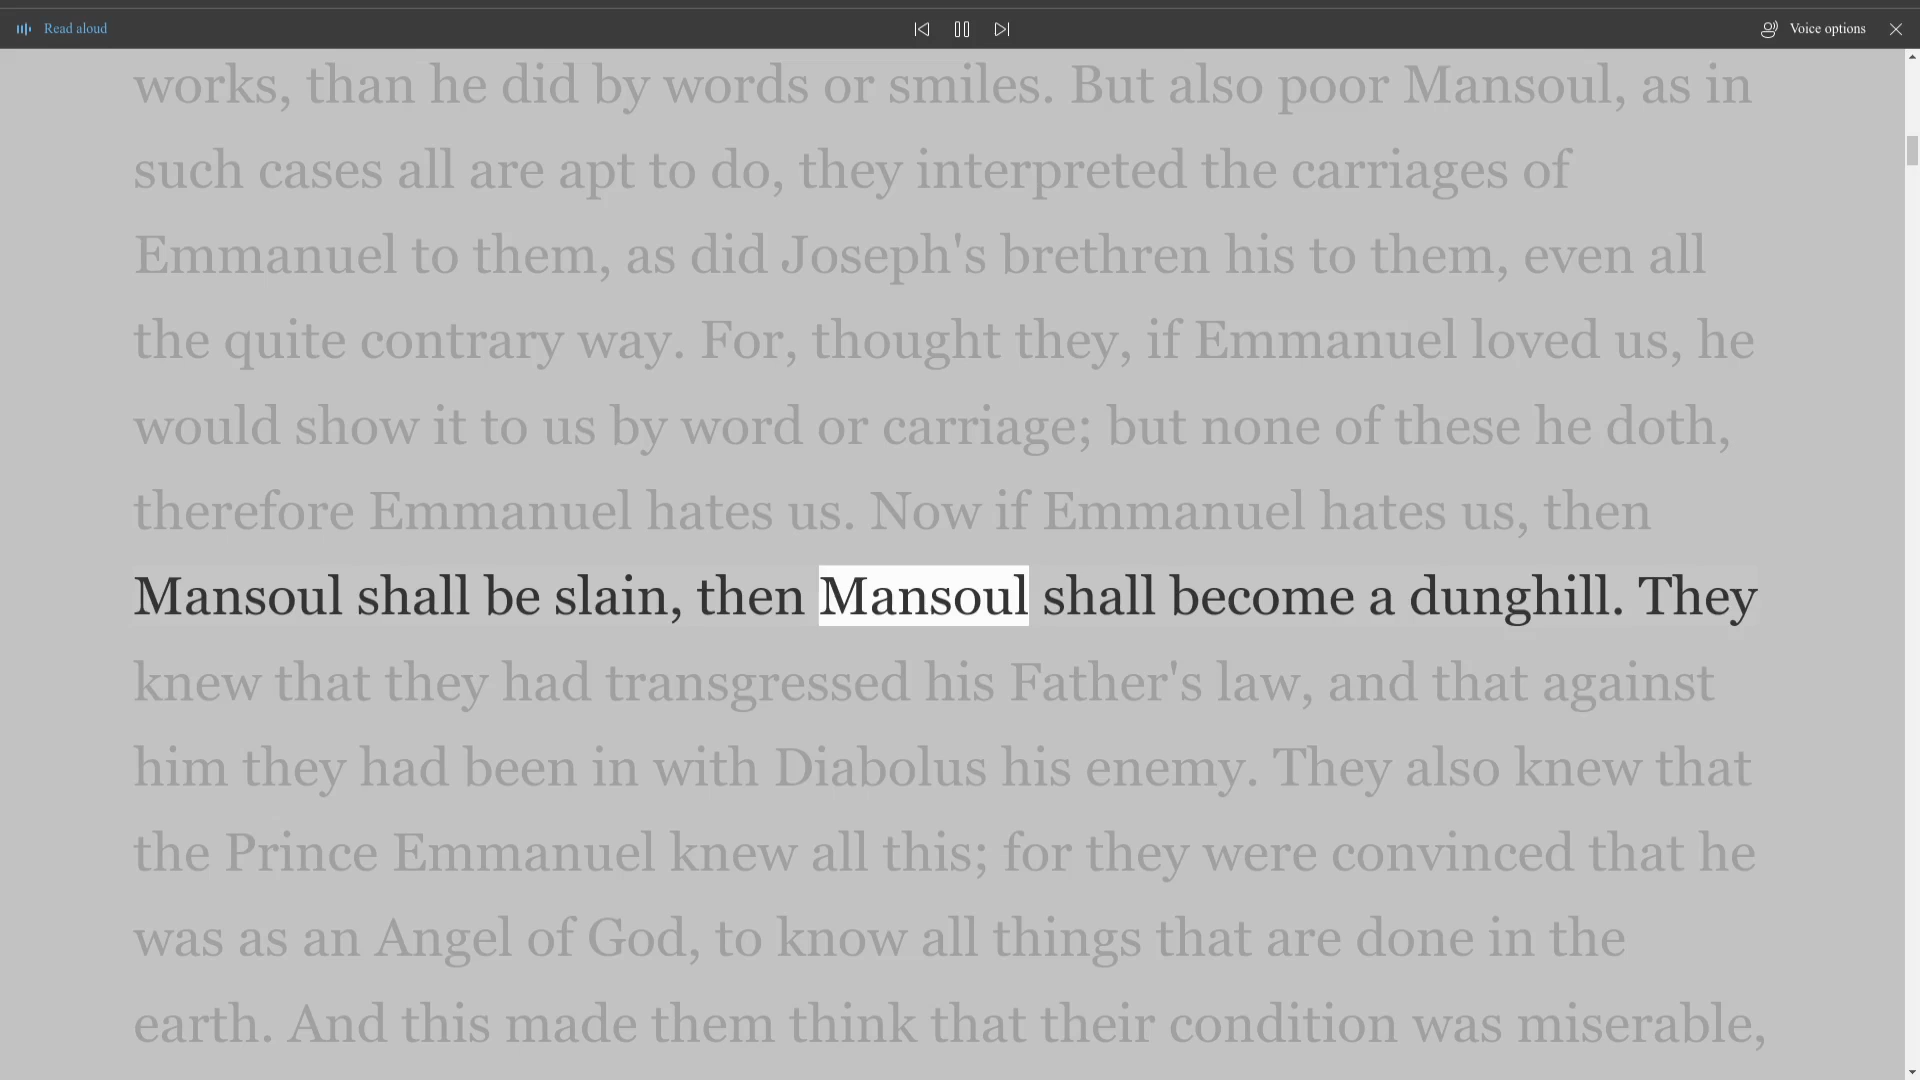 Read aloud
Voice options
works, than he did by words or smiles. But also poor Mansoul, as in
such cases all are apt to do, they interpreted the carriages of
Emmanuel to them, as did Joseph's brethren his to them, even all
the quite contrary way. For, thought they, if Emmanuel loved us, he
would show it to us by word or carriage; but none of these he doth,
therefore Emmanuel hates us. Now if Emmanuel hates us, then
Mansoul shall be slain, then Mansoul shall become a dunghill. They
knew that they had transgressed his Father's law, and that against
him they had been in with Diabolus his enemy. They also knew that
the Prince Emmanuel knew all this; for they were convinced that he
was as an Angel of God, to know all things that are done in the
earth. And this made them think that their condition was miserable,